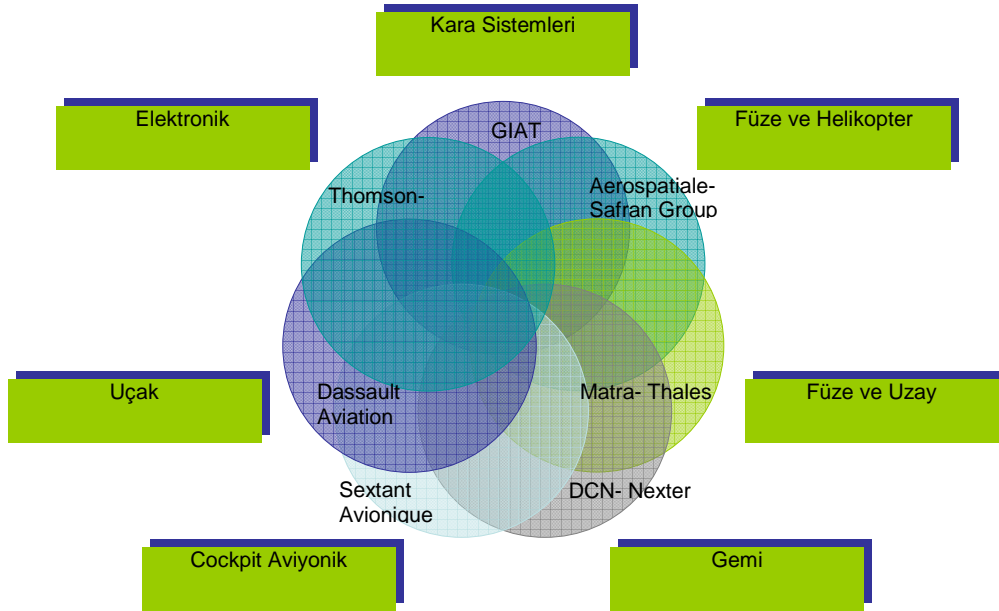 Kara Sistemleri
Elektronik
Füze ve Helikopter
GIAT
Thomson-
Aerospatiale-
Safran Group
Uçak
Dassault
Aviation
Matra- Thales
Füze ve Uzay
Sextant
Avionique
DCN- Nexter
Cockpit Aviyonik
Gemi